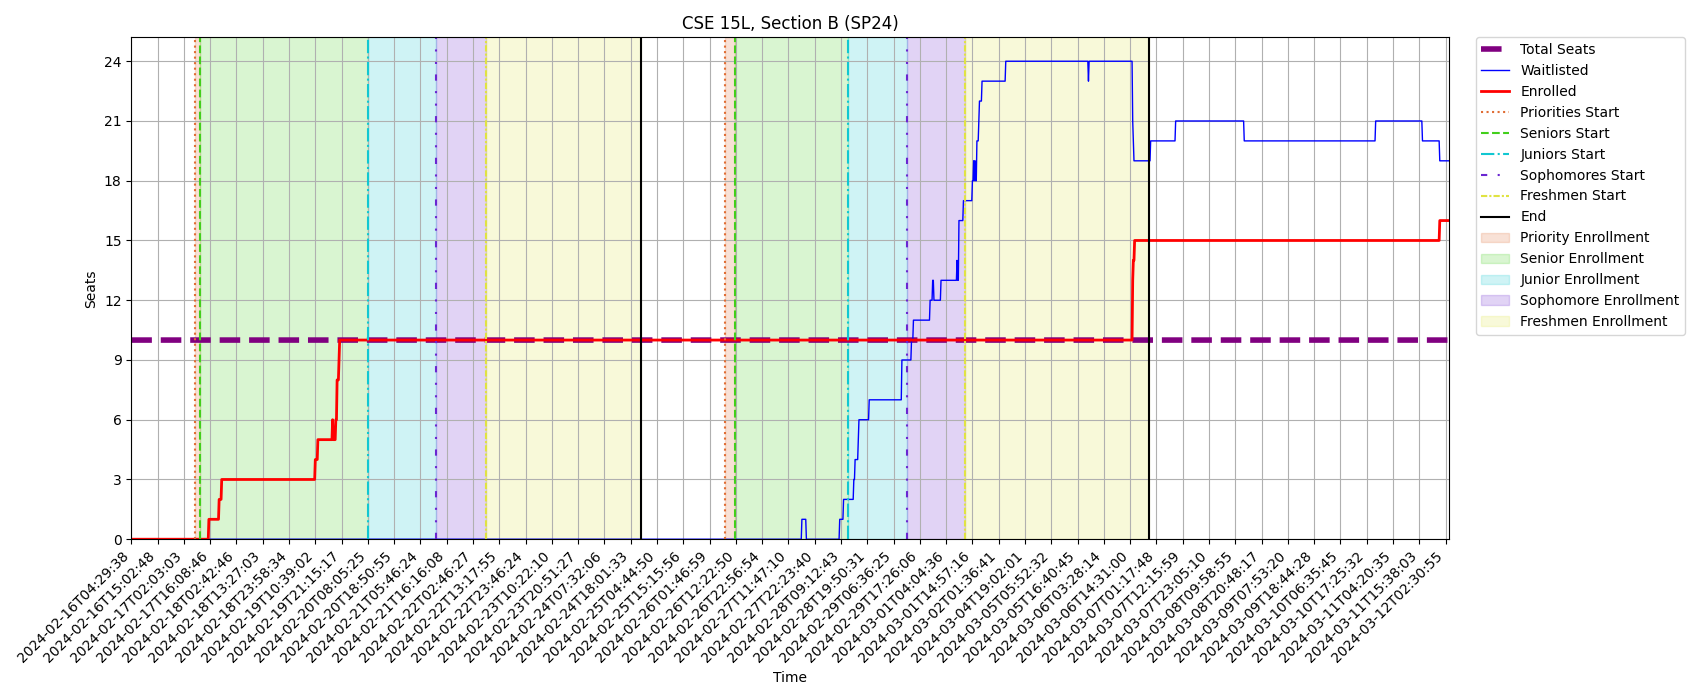 CSE 15L, Section B (SP24)
Seats
24
21
18
15
12
9
6
3
0
2024-02-16T04:29:38
2024-02-16T15:02:48
2024-02-17T02:03:03
2024-02-17T16:08:46
2024-02-18T02:42:46
2024-02-18T13:27:03
2024-02-18T23:58:34
2024-02-19T10:39:02
2024-02-19T21:15:17
2024-02-20T08:05:25
2024-02-20T18:50:55
2024-02-21T05:46:24
2024-02-21T16:16:08
2024-02-22T02:46:27
2024-02-22T13:17:55
2024-02-22T23:46:24
2024-02-23T10:22:10
2024-02-23T20:51:27
2024-02-24T07:32:06
2024-02-24T18:01:33
2024-02-25T04:44:50
2024-02-25T15:15:56
2024-02-26T01:46:59
2024-02-26T12:22:50
2024-02-26T22:56:54
2024-02-27T11:47:10
2024-02-27T22:23:40
2024-02-28T09:12:43
2024-02-28T19:50:31
2024-02-29T06:36:25
2024-02-29T17:26:06
2024-03-01T04:04:36
2024-03-01T14:57:16
2024-03-02T01:36:41
2024-03-04T19:02:01
2024-03-05T05:52:32
2024-03-05T16:40:45
2024-03-06T03:28:14
2024-03-06T14:31:00
2024-03-07T01:17:48
2024-03-07T12:15:59
2024-03-07T23:05:10
2024-03-08T09:58:55
2024-03-08T20:48:17
2024-03-09T07:53:20
2024-03-09T18:44:28
2024-03-10T06:35:45
2024-03-10T17:25:32
2024-03-11T04:20:35
2024-03-11T15:38:03
2024-03-12T02:30:55
Time
Total Seats
Waitlisted
Enrolled
Priorities Start
Seniors Start
Juniors Start
Sophomores Start
Freshmen Start
End
Priority Enrollment
Senior Enrollment
Junior Enrollment
Sophomore Enrollment
Freshmen Enrollment